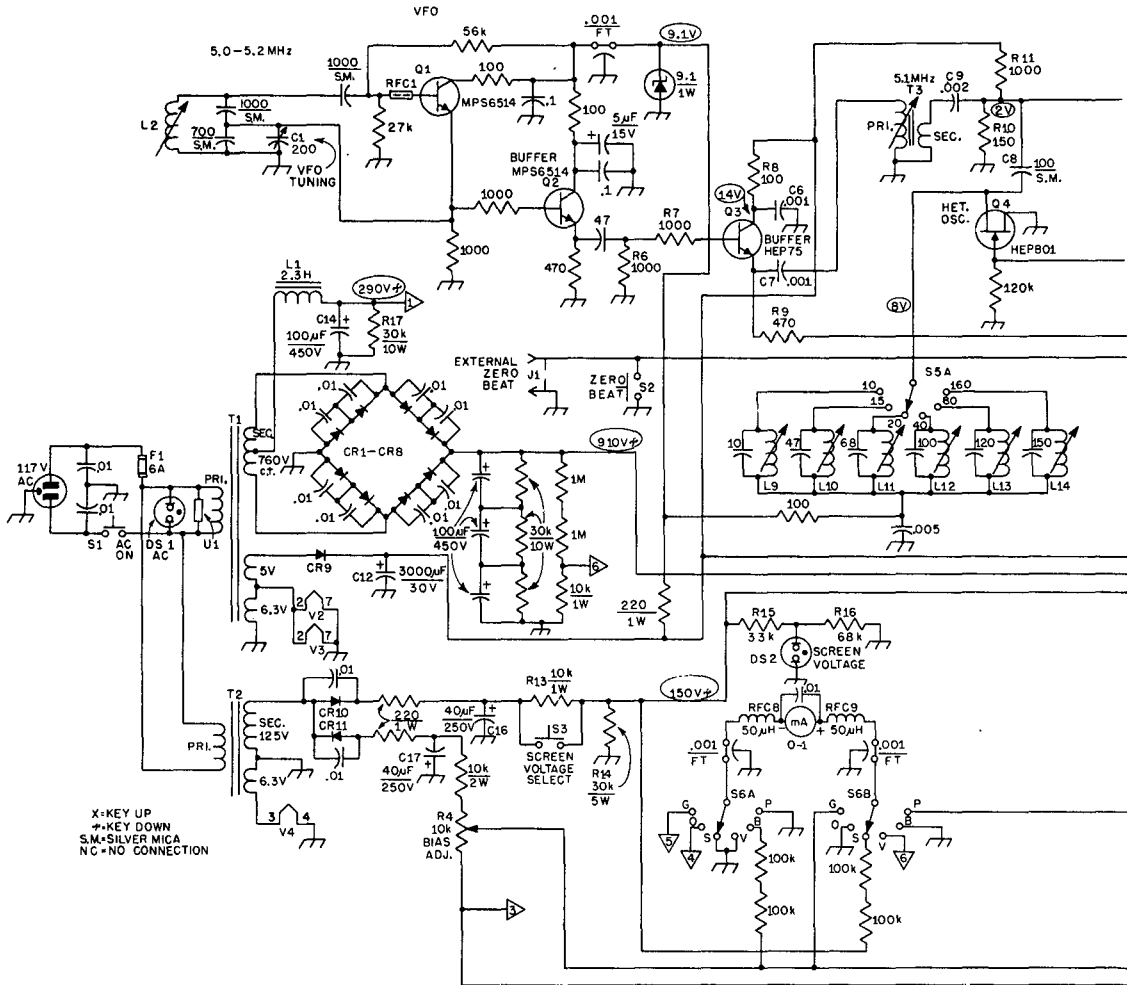 VFO
5.0–5.2MHz
56k
.001
FT
9.1V
1000
S.M.
RFC1
Q1
MPS6514
100
.1
9.1
1W
R11
1000
5.1MHz
T3
C9
.002
2V
PRI.
SEC.
R10
150
C8
100
S.M.
L2
1000
S.M.
700
S.M.
C1
200
VFO
TUNING
27k
100
5µF
15V
BUFFER
MPS6514
Q2
.1
1000
1000
470
47
R6
1000
R7
1000
R8
100
14V
Q3
C6
.001
BUFFER
HEP75
C7
.001
R9
470
HET.
OSC.
Q4
HEP801
120k
8V
L1
2.3H
290V+
1
C14
+
100µF
450V
R17
30k
10W
EXTERNAL
ZERO
BEAT
J1
ZERO
BEAT
S2
S5A
10
15
20
40
80
160
10
47
68
100
120
150
L9
L10
L11
L12
L13
L14
100
.005
T1
SEC.
760V
C.T.
.01
.01
.01
.01
.01
.01
.01
.01
CR1–CR8
910V+
117V
AC
.01
.01
F1
6A
PRI.
S1
AC
ON
DS1
AC
U1
5V
6.3V
CR9
+
C12
3000µF
30V
2
7
V2
2
7
V3
+
+
+
100µF
450V
30k
10W
1M
1M
10k
1W
6
220
1W
R15
33k
R16
68k
DS2
SCREEN
VOLTAGE
T2
PRI.
SEC.
125V
6.3V
.01
CR10
CR11
.01
220
1W
40µF
250V
+
C16
C17
+
40µF
250V
R13
10k
1W
S3
SCREEN
VOLTAGE
SELECT
150V+
R14
30k
5W
10k
2W
R4
10k
BIAS
ADJ.
3
4
V4
3
.01
RFC8
50µH
RFC9
50µH
mA
–
+
0-1
.001
FT
.001
FT
S6A
S6B
G
O
S
V
B
P
G
O
S
V
B
P
5
4
6
100k
100k
100k
100k
X=KEY UP
+=KEY DOWN
S.M.=SILVER MICA
NC=NO CONNECTION